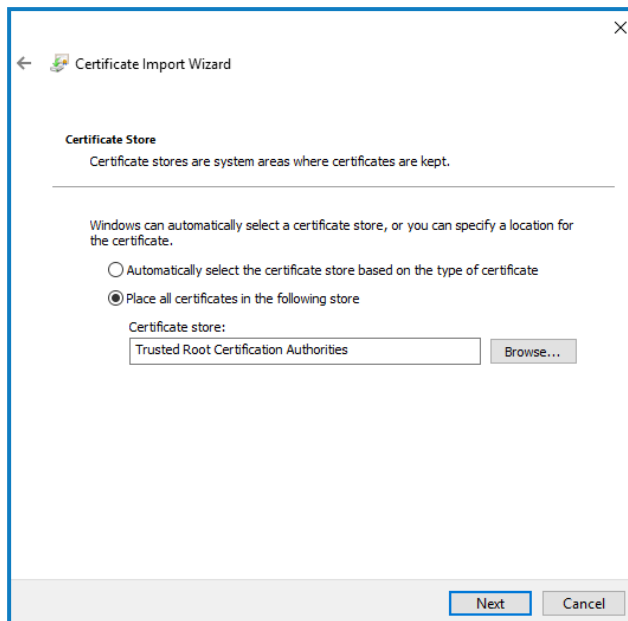 Certificate Import Wizard
Certificate Store
Certificate stores are system areas where certificates are kept.
Windows can automatically select a certificate store, or you can specify a location for
the certificate.
Automatically select the certificate store based on the type of certificate
Place all certificates in the following store
Certificate store:
Trusted Root Certification Authorities
Browse...
Next
Cancel